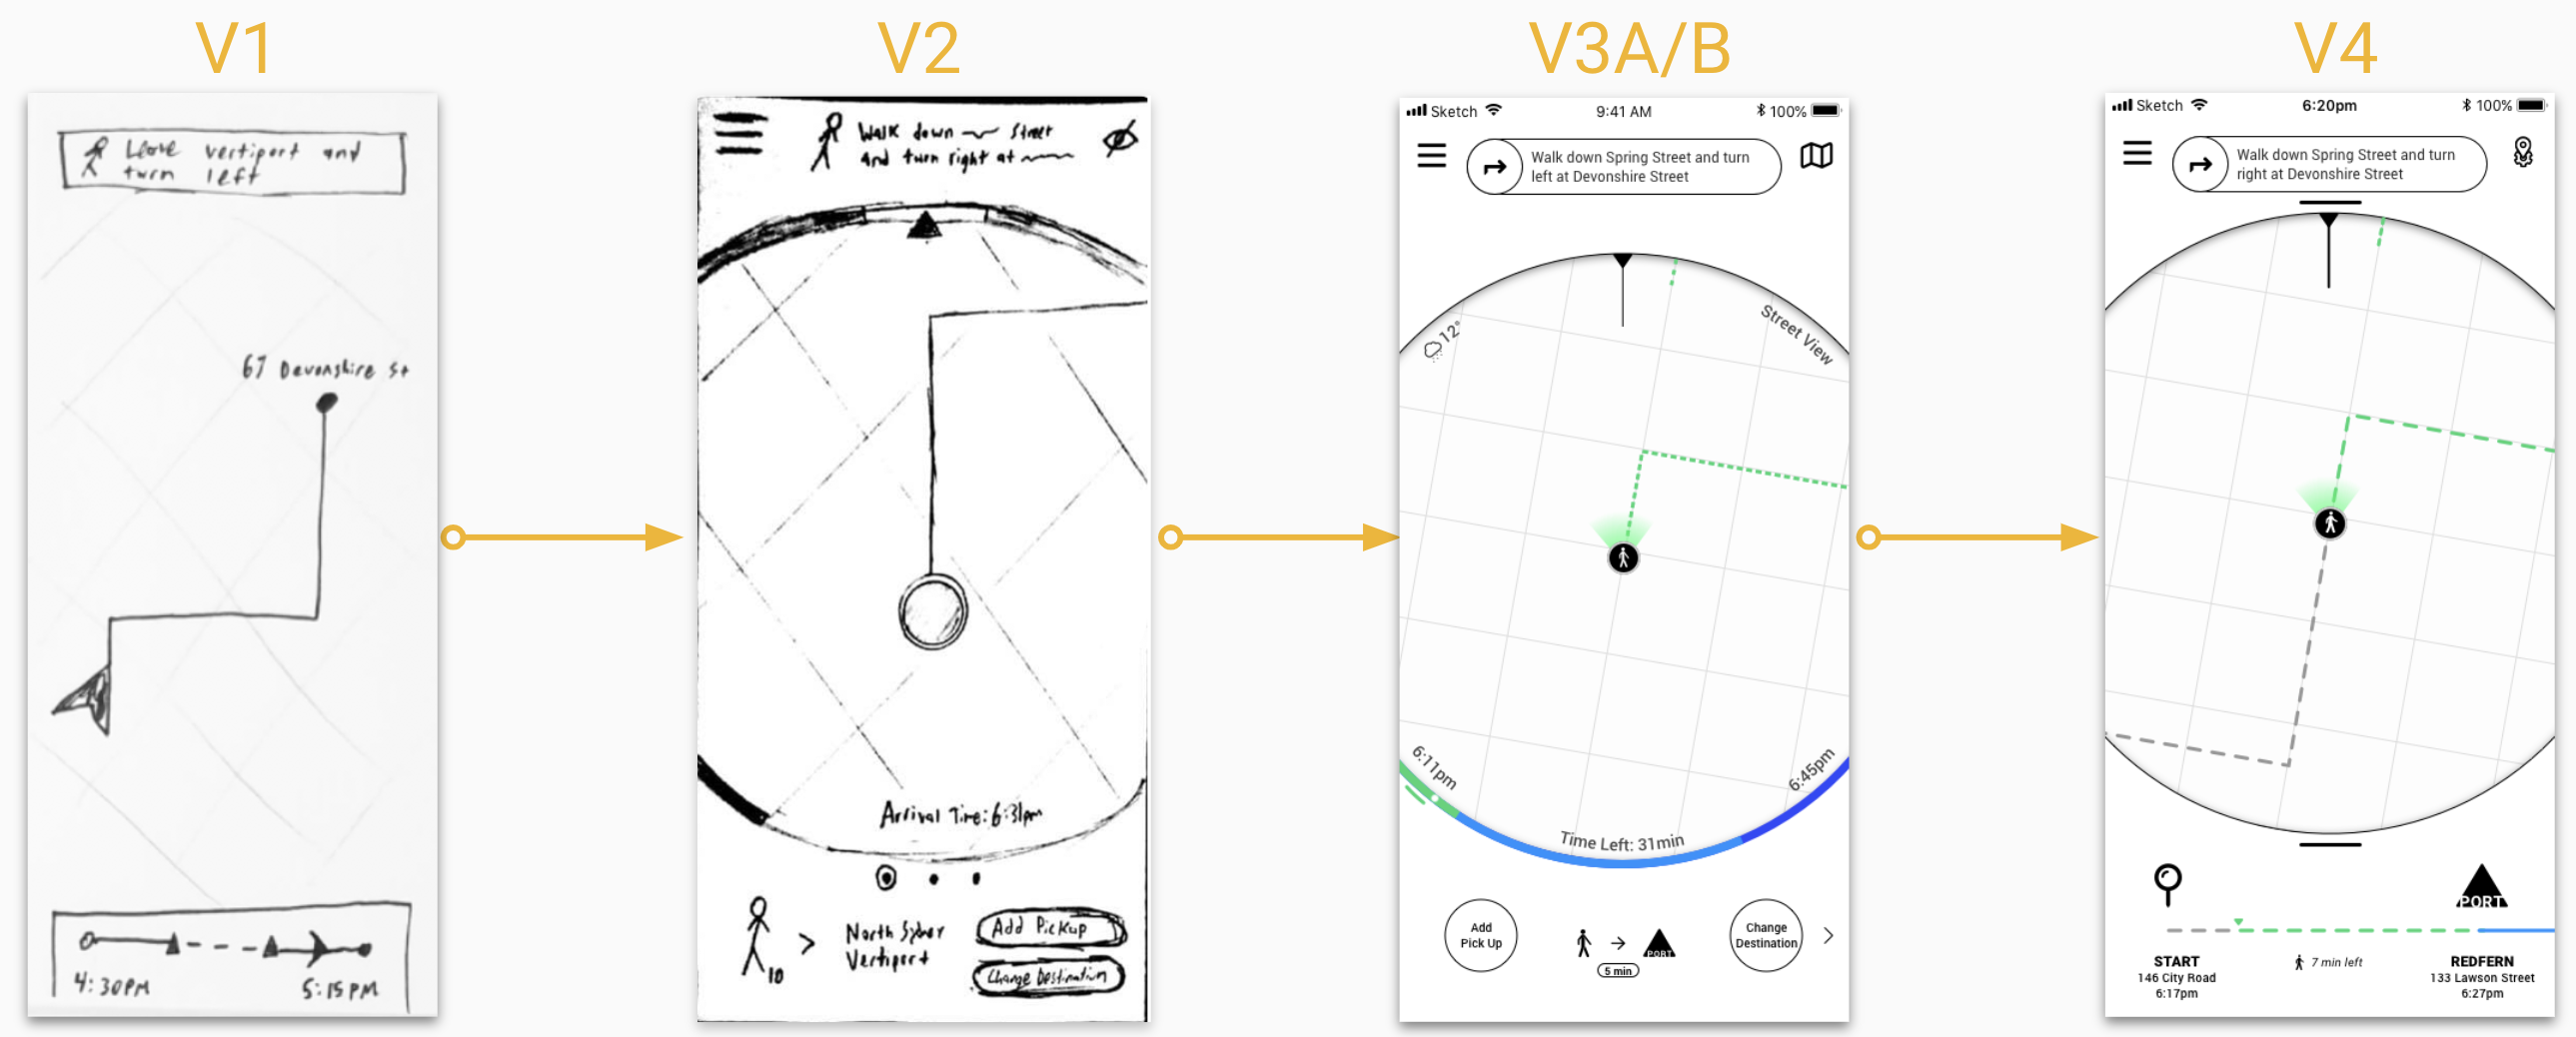 V1
V2
V3A/B
V4
Leave vertiport and
turn left
67 Devonshire St
4:30PM
5:15PM
Walk down Street
and turn right at
Arrival Time: 6:31pm
10
North Sydney
Vertiport
Add Pickup
Change Destination
Sketch
9:41 AM
100%
Walk down Spring Street and turn
left at Devonshire Street
12°
Street View
6:11pm
6:45pm
Time Left: 31min
Add
Pick Up
PORT
5 min
Change
Destination
Sketch
6:20pm
100%
Walk down Spring Street and turn
right at Devonshire Street
PORT
START
146 City Road
6:17pm
7 min left
REDFERN
133 Lawson Street
6:27pm